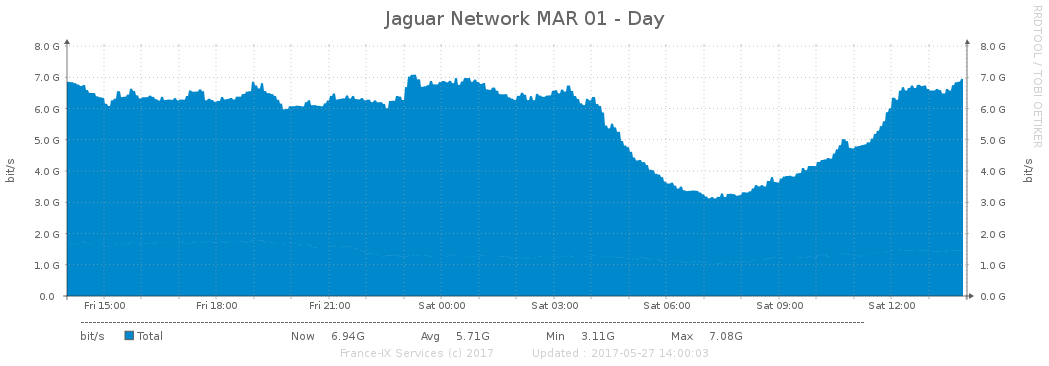 Jaguar Network MAR 01 - Day
RRDTOOL / TOBI OETIKER
8.0 G 8.0 G
7.0 G 7.0 G
6.0 G 6.0 G
5.0 G 5.0 G
4.0 G 4.0 G
3.0 G 3.0 G
2.0 G 2.0 G
1.0 G 1.0 G
0.0 0.0 G
bit/s
bit/s
Fri 15:00 Fri 18:00 Fri 21:00 Sat 00:00 Sat 03:00 Sat 06:00 Sat 09:00 Sat 12:00
bit/s Total Now 6.94G Avg 5.71G Min 3.11G Max 7.08G
France-IX Services (c) 2017 Updated : 2017-05-27 14:00:03